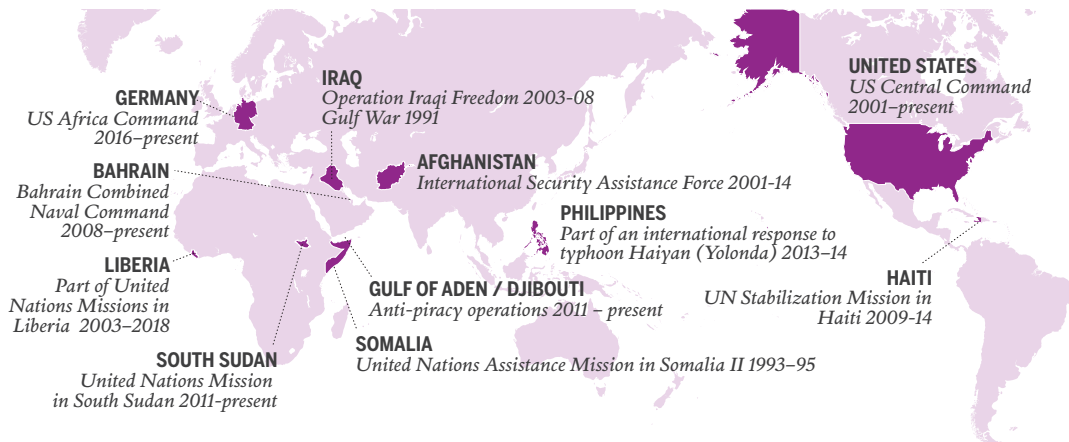 IRAQ
Operation Iraqi Freedom 2003-08
Gulf War 1991
UNITED STATES
US Central Command
2001–present
GERMANY
US Africa Command
2016–present
AFGHANISTAN
International Security Assistance Force 2001-14
BAHRAIN
Bahrain Combined
Naval Command
2008–present
PHILIPPINES
Part of an international response to
typhoon Haiyan (Yolonda) 2013–14
LIBERIA
Part of United
Nations Missions in
Liberia 2003–2018
GULF OF ADEN / DJIBOUTI
Anti-piracy operations 2011 – present
HAITI
UN Stabilization Mission in
Haiti 2009-14
SOMALIA
United Nations Assistance Mission in Somalia II 1993–95
SOUTH SUDAN
United Nations Mission
in South Sudan 2011-present